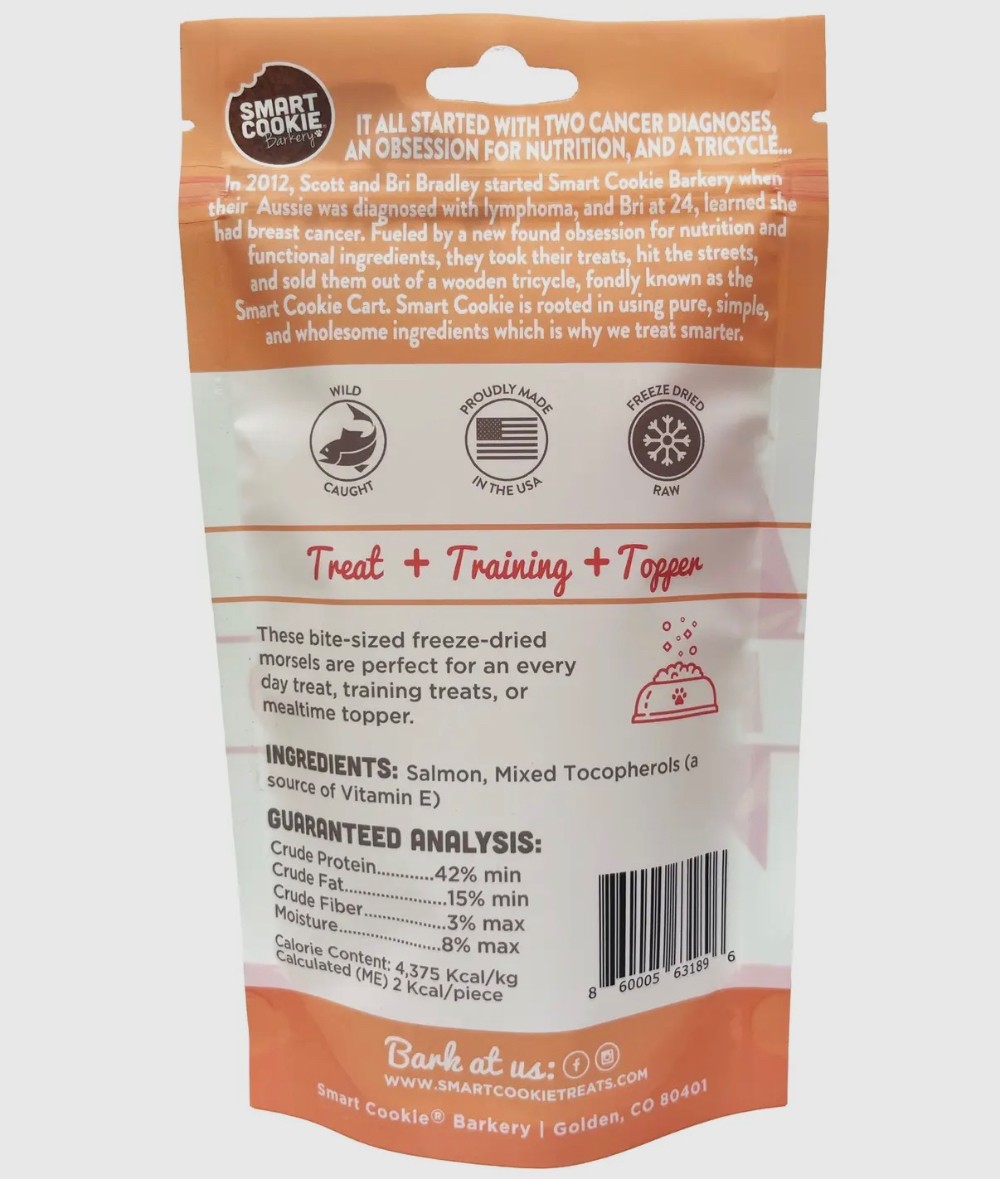 SMART
COOKIE
Barkery
IT ALL STARTED WITH TWO CANCER DIAGNOSES,
AN OBSESSION FOR NUTRITION, AND A TRICYCLE...
In 2012, Scott and Bri Bradley started Smart Cookie Barkery when
their Aussie was diagnosed with lymphoma, and Bri at 24, learned she
had breast cancer. Fueled by a new found obsession for nutrition and
functional ingredients, they took their treats, hit the streets,
and sold them out of a wooden tricycle, fondly known as the
Smart Cookie Cart. Smart Cookie is rooted in using pure, simple,
and wholesome ingredients which is why we treat smarter.
WILD
CAUGHT
PROUDLY MADE
IN THE USA
FREEZE DRIED
RAW
Treat + Training + Topper
These bite-sized freeze-dried
morsels are perfect for an every
day treat, training treats, or
mealtime topper.
INGREDIENTS: Salmon, Mixed Tocopherols (a
source of Vitamin E)
GUARANTEED ANALYSIS:
Crude Protein...........42% min
Crude Fat....................15% min
Crude Fiber................3% max
Moisture....................8% max
Calorie Content: 4,375 Kcal/kg
Calculated (ME) 2 Kcal/piece
8 60005 63189 6
Bark at us:
WWW.SMARTCOOKIETREATS.COM
Smart Cookie® Barkery | Golden, CO 80401